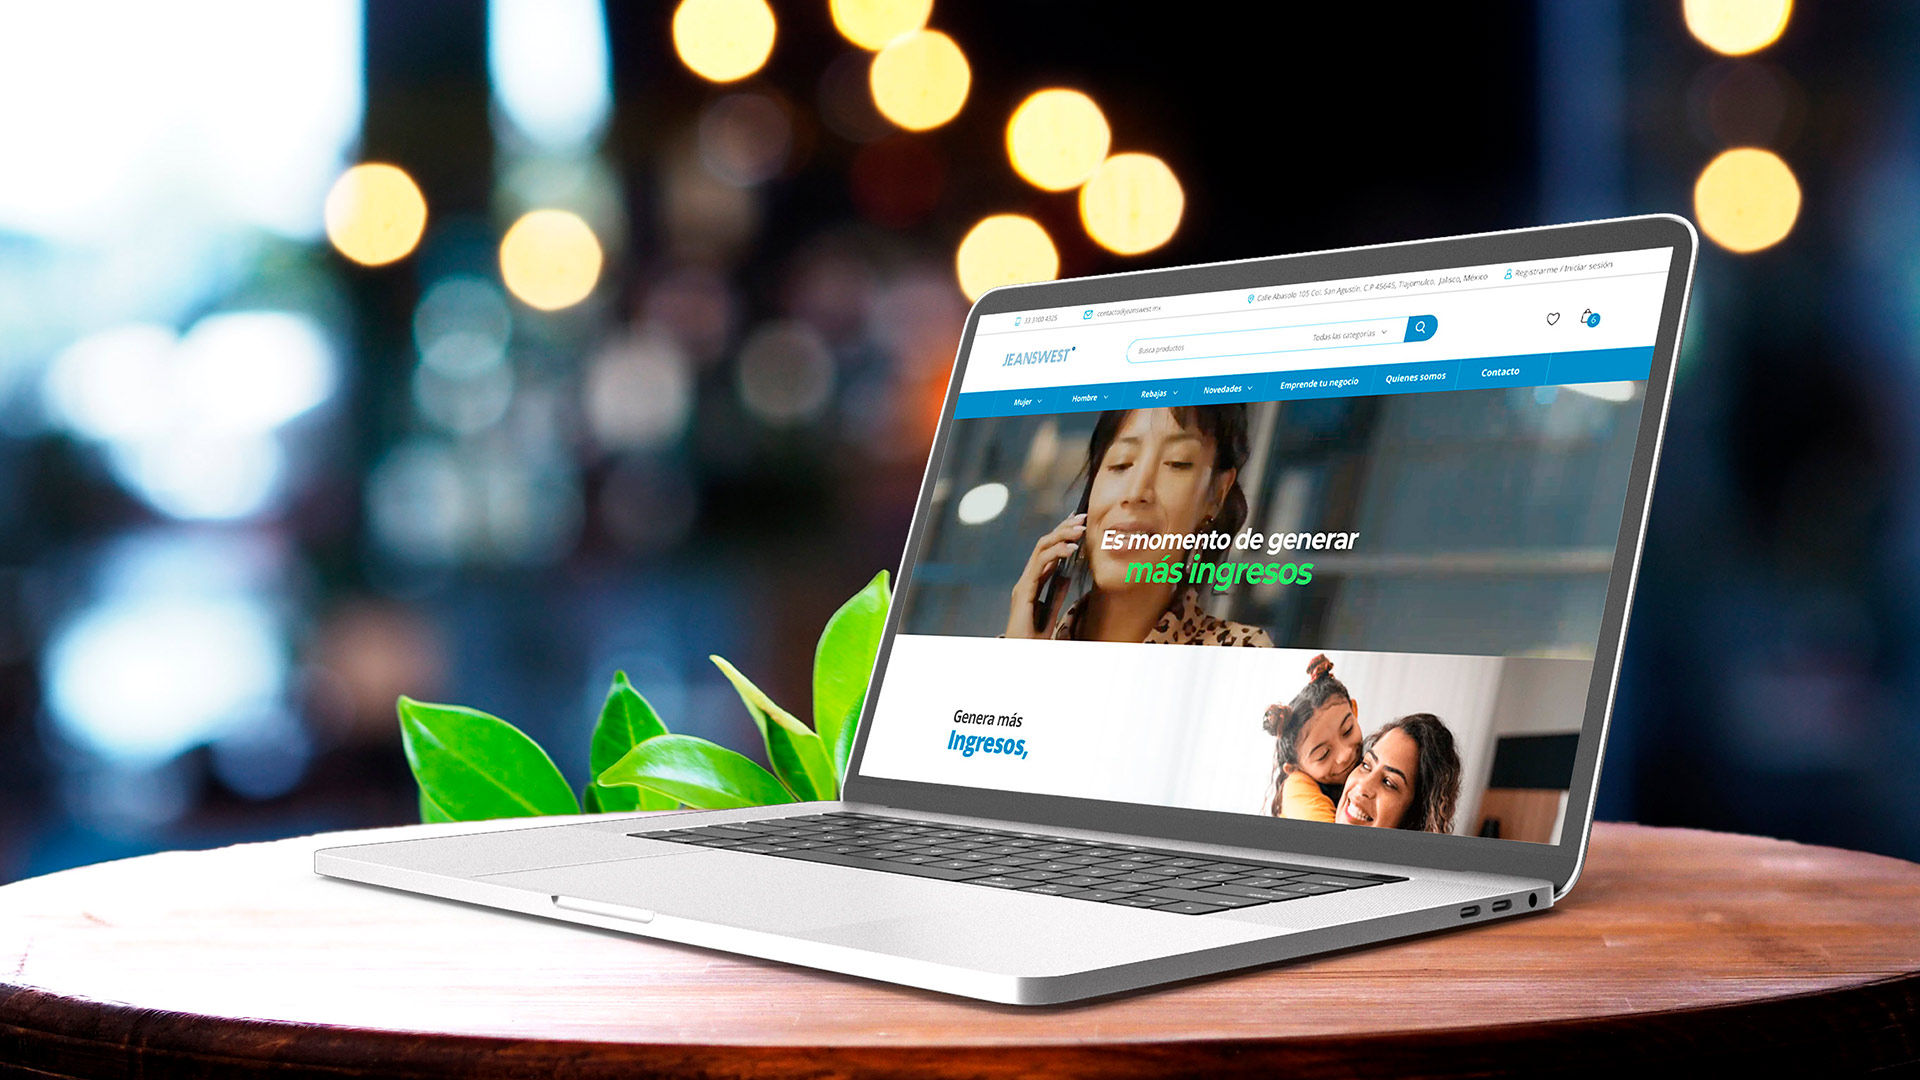 33 3100 4325
contacto@jeanswest.mx
Calle Abasolo 105 Col. San Agustín, C.P 45645, Tlajomulco, Jalisco, México
Registrarme / Iniciar sesión
JEANSWEST
Busca productos
Todas las categorías
6
Mujer
Hombre
Rebajas
Novedades
Emprende tu negocio
Quienes somos
Contacto
Es momento de generar
más ingresos
Genera más
Ingresos,